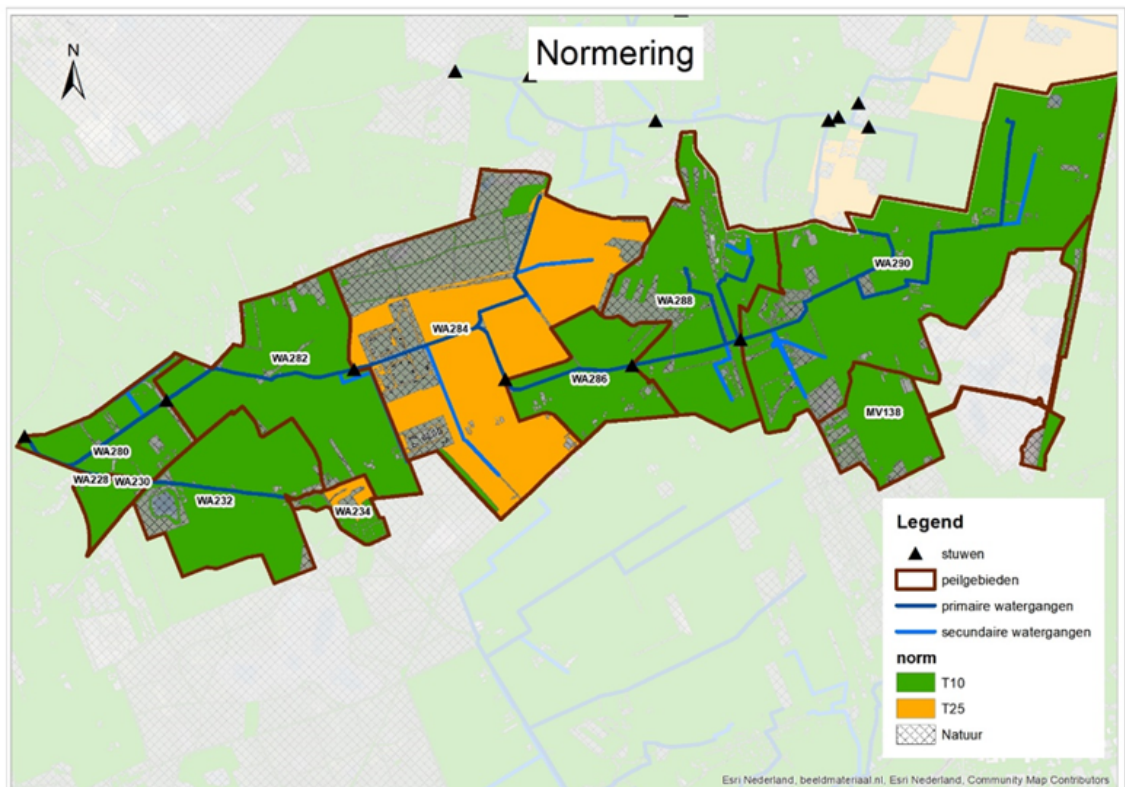 Normering
N
WA290
WA288
WA284
WA282
WA286
MV138
WA280
WA228
WA230
WA232
WA234
Legend
stuwen
peilgebieden
primaire watergangen
secundaire watergangen
norm
T10
T25
Natuur
Esri Nederland, beeldmateriaal.nl, Esri Nederland, Community Map Contributors